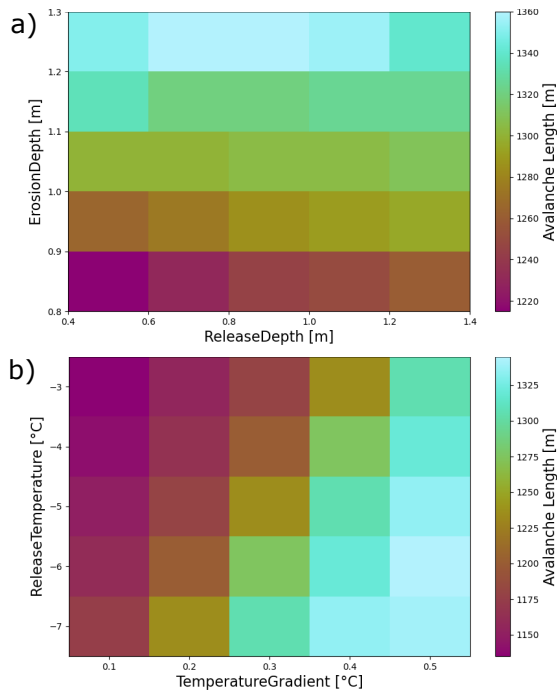 a)
1.3
1.2
1.1
1.0
0.9
0.8
ErosionDepth [m]
0.4 0.6 0.8 1.0 1.2 1.4
ReleaseDepth [m]
1360
1340
1320
1300
1280
1260
1240
1220
Avalanche Length [m]
b)
−3
−4
−5
−6
−7
ReleaseTemperature [°C]
0.1 0.2 0.3 0.4 0.5
TemperatureGradient [°C]
1325
1300
1275
1250
1225
1200
1175
1150
Avalanche Length [m]